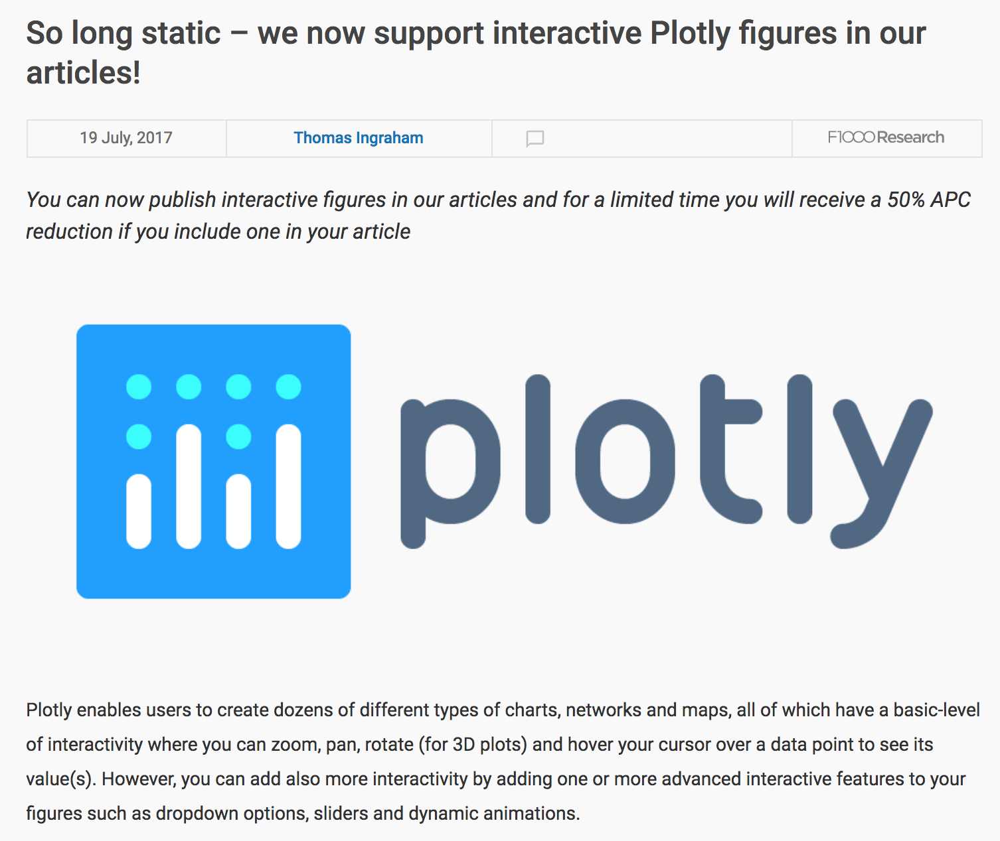 So long static – we now support interactive Plotly figures in our
articles!
19 July, 2017
Thomas Ingraham
F1000Research
You can now publish interactive figures in our articles and for a limited time you will receive a 50% APC
reduction if you include one in your article
plotly
Plotly enables users to create dozens of different types of charts, networks and maps, all of which have a basic-level
of interactivity where you can zoom, pan, rotate (for 3D plots) and hover your cursor over a data point to see its
value(s). However, you can add also more interactivity by adding one or more advanced interactive features to your
figures such as dropdown options, sliders and dynamic animations.